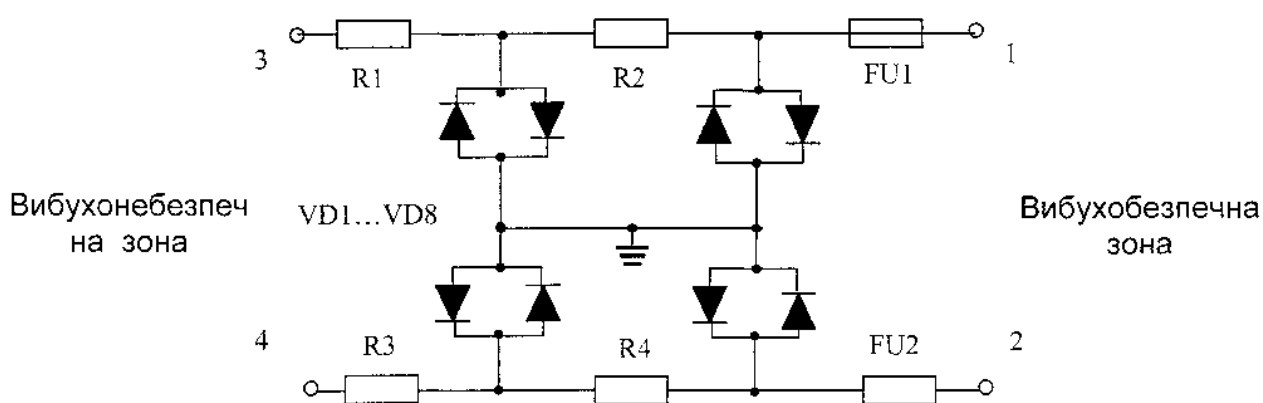 3
R1
R2
FU1
1
Вибухонебезпеч
на зона
VD1...VD8
Вибухобезпечна
зона
4
R3
R4
FU2
2